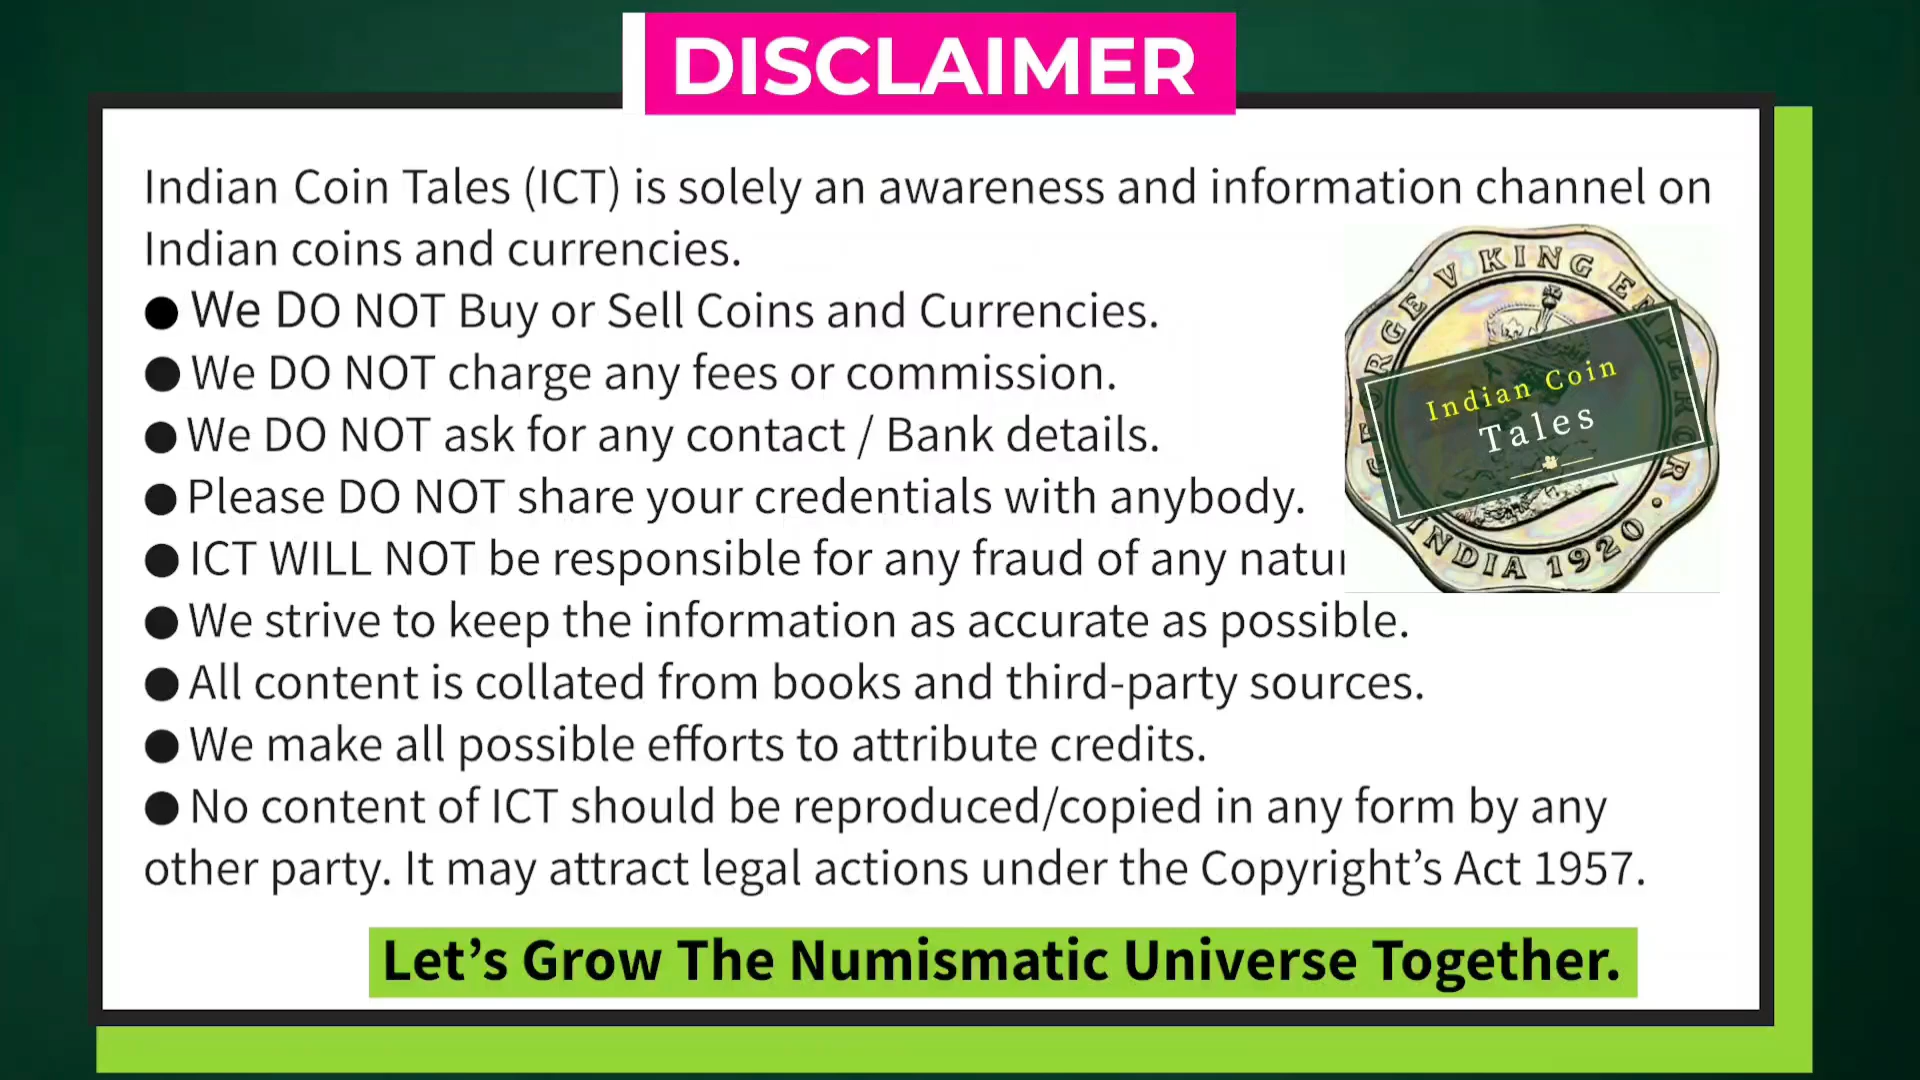 DISCLAIMER
Indian Coin Tales (ICT) is solely an awareness and information channel on
Indian coins and currencies.
● We DO NOT Buy or Sell Coins and Currencies.
● We DO NOT charge any fees or commission.
● We DO NOT ask for any contact / Bank details.
● Please DO NOT share your credentials with anybody.
● ICT WILL NOT be responsible for any fraud of any
● We strive to keep the information as accurate as possible.
● All content is collated from books and third-party sources.
● We make all possible efforts to attribute credits.
● No content of ICT should be reproduced/copied in any form by any
other party. It may attract legal actions under the Copyright’s Act 1957.
Let’s Grow The Numismatic Universe Together.
GEORGE V KING EMPEROR
Indian Coin
Tales
INDIA 1920